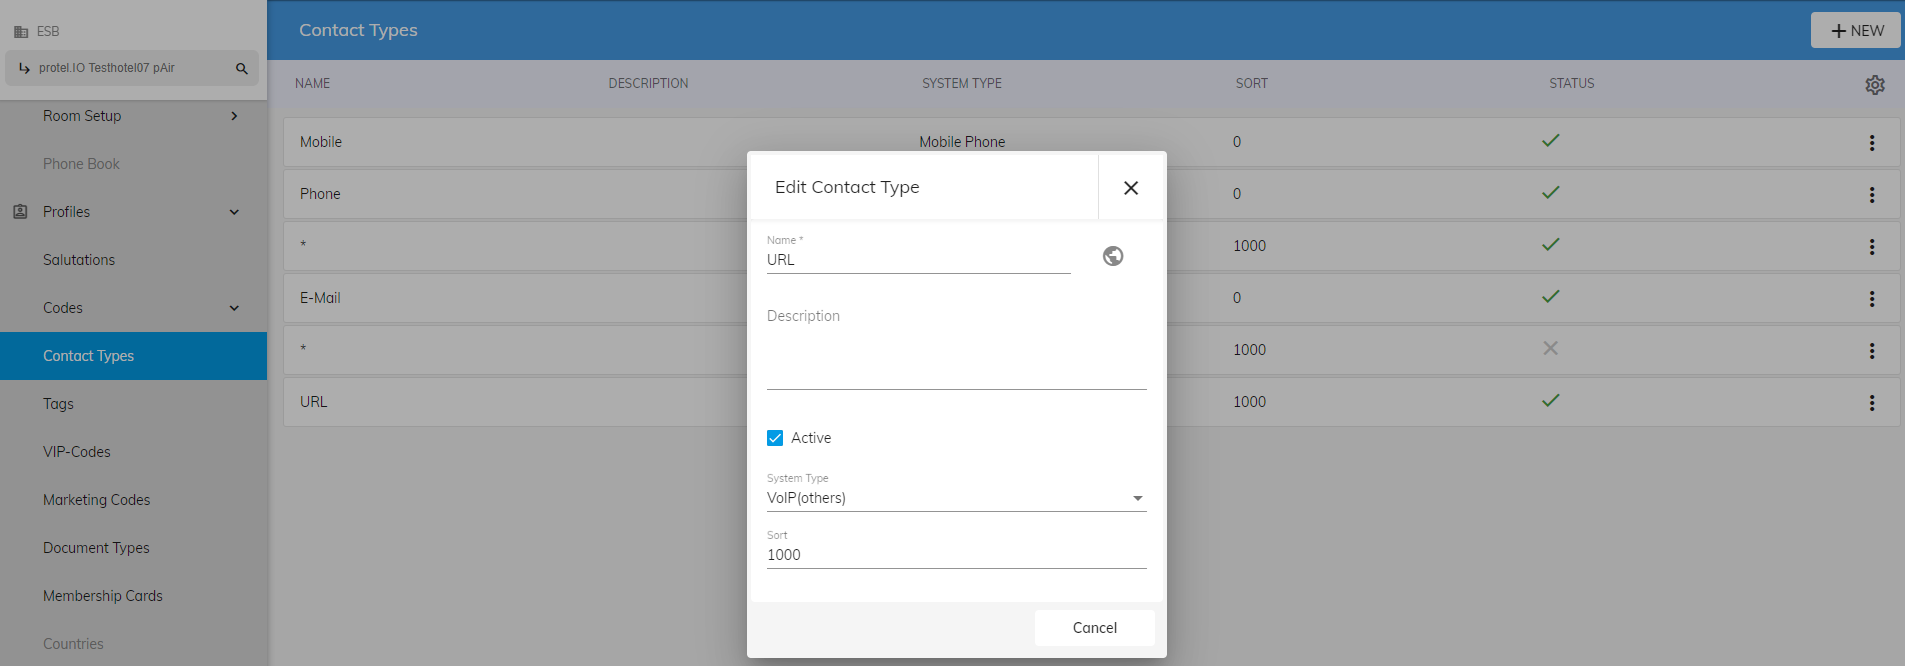 ESB
protel.IO Testhotel07 pAir
Room Setup
Phone Book
Profiles
Salutations
Codes
Contact Types
Tags
VIP-Codes
Marketing Codes
Document Types
Membership Cards
Countries
Contact Types
NEW
NAME DESCRIPTION SYSTEM TYPE SORT STATUS
Mobile Mobile Phone 0
Phone 0
* 1000
E-Mail 0
* 1000
URL 1000
Edit Contact Type
Name *
URL
Description
Active
System Type
VoIP(others)
Sort
1000
Cancel